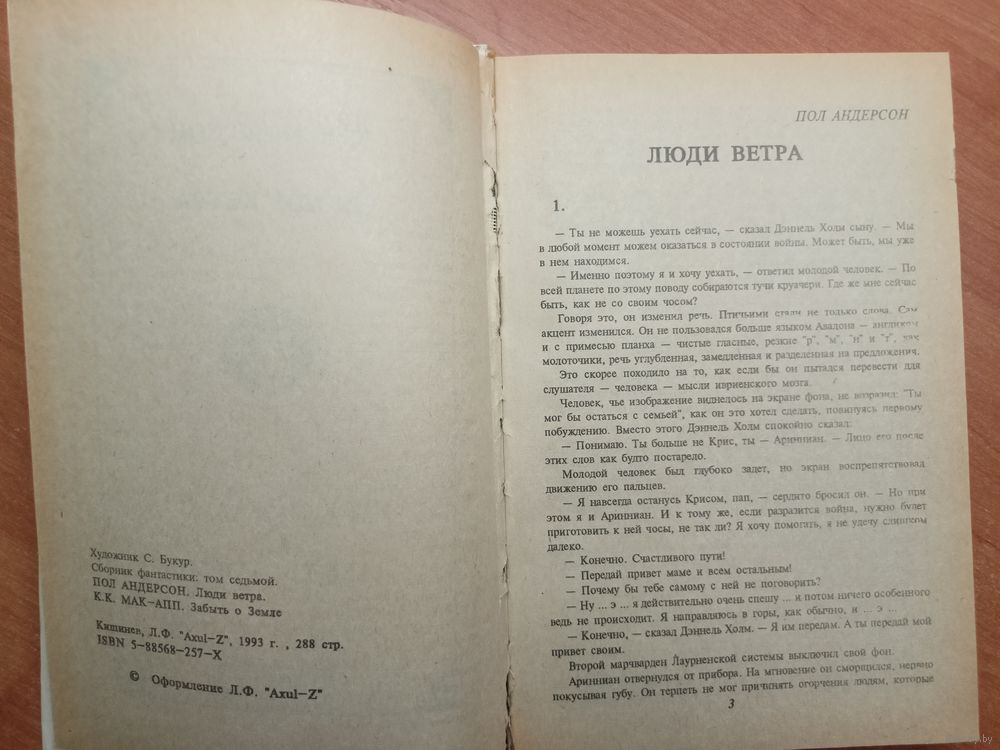 Художник С. Букур.
Сборник фантастики: том седьмой.
ПОЛ АНДЕРСОН. Люди ветра.
К.К. МАК-АПП. Забыть о Земле
Кишинев, Л.Ф. "Axul-Z", 1993 г. , 288 стр.
ISBN 5-88568-257-X
© Оформление Л.Ф. "Axul-Z"
ПОЛ АНДЕРСОН
ЛЮДИ ВЕТРА
1.
— Ты не можешь уехать сейчас, — сказал Дэннель Холм сыну. — Мы
в любой момент можем оказаться в состоянии войны. Может быть, мы уже
в нем находимся.
— Именно поэтому я и хочу уехать, — ответил молодой человек. — По
всей планете по этому поводу собираются тучи круачери. Где же мне сейчас
быть, как не со своим чосом?
Говоря это, он изменил речь. Птичьими стали не только слова. Сам
акцент изменился. Он не пользовался больше языком Авалона — англиком
и с примесью планха — чистые гласные, резкие "р", "м", "н" и "т", как
молоточики, речь углубленная, замедленная и разделенная на предложения.
Это скорее походило на то, как если бы он пытался перевести для
слушателя — человека — мысли ивриенского мозга.
Человек, чье изображение виднелось на экране фона, не возразил: "Ты
мог бы остаться с семьей", как он это хотел сделать, повинуясь первому
побуждению. Вместо этого Дэннель Холм спокойно сказал:
— Понимаю. Ты больше не Крис, ты — Аринниан. — Лицо его после
этих слов как будто постарело.
Молодой человек был глубоко задет, но экран воспрепятствовал
движению его пальцев.
— Я навсегда останусь Крисом, пап, — сердито бросил он. — Но при
этом я и Аринниан. И к тому же, если разразится война, нужно будет
приготовить к ней чосы, не так ли? Я хочу помогать, я не удечу слишком
далеко.
— Конечно. Счастливого пути!
— Передай привет маме и всем остальным!
— Почему бы тебе самому с ней не поговорить?
— Ну ... э ... я действительно очень спешу ... и потом ничего особенного
ведь не происходит. Я направляюсь в горы, как обычно, и ... э ...
— Конечно, — сказал Дэннель Холм. — Я им передам. А ты передай мой
привет своим.
Второй марчварден Лаурненской системы выключил свой фон.
Аринниан отвернулся от прибора. На мгновение он сморщился, нервно
покусывая губу. Он терпеть не мог причинять огорчения людям, которые
3